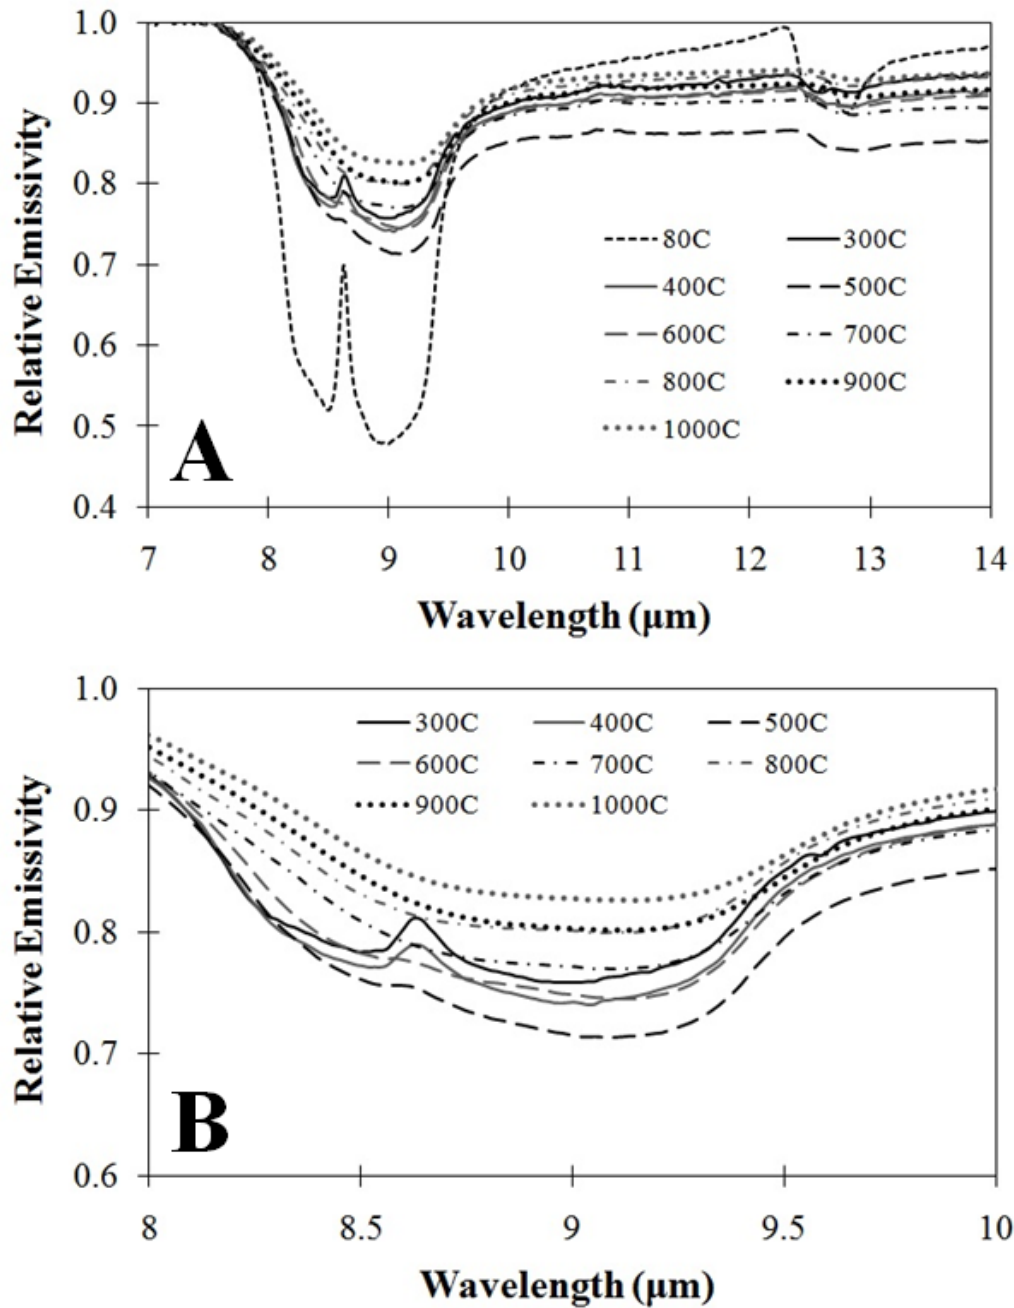 1.0
0.9
0.8
0.7
0.6
0.5
0.4
Relative Emissivity
80C 300C
400C 500C
600C 700C
800C 900C
1000C
A
7 8 9 10 11 12 13 14
Wavelength (μm)
1.0
0.9
0.8
0.7
0.6
Relative Emissivity
300C 400C 500C
600C 700C 800C
900C 1000C
B
8 8.5 9 9.5 10
Wavelength (μm)